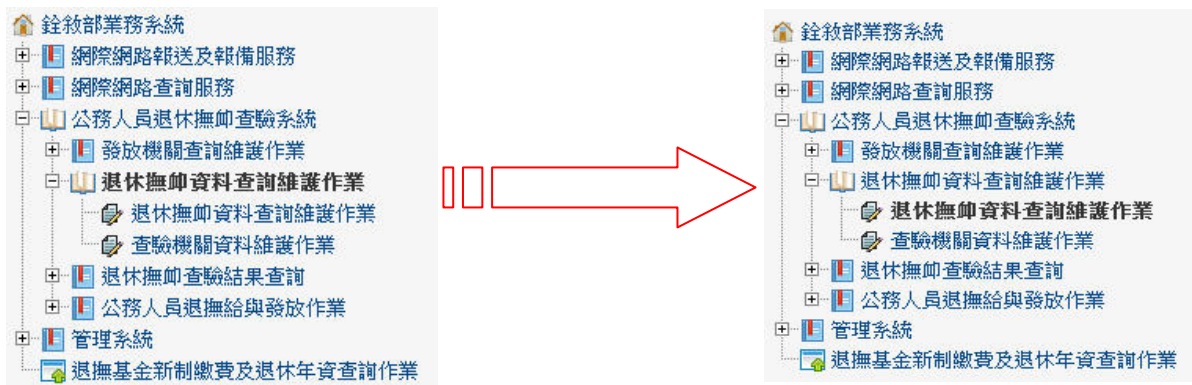 銓敘部業務系統
網際網路報送及報備服務
網際網路查詢服務
公務人員退休撫卹查驗系統
發放機關查詢維護作業
退休撫卹資料查詢維護作業
退休撫卹資料查詢維護作業
查驗機關資料維護作業
退休撫卹查驗結果查詢
公務人員退撫給與發放作業
管理系統
退撫基金新制繳費及退休年資查詢作業
銓敘部業務系統
網際網路報送及報備服務
網際網路查詢服務
公務人員退休撫卹查驗系統
發放機關查詢維護作業
退休撫卹資料查詢維護作業
退休撫卹資料查詢維護作業
查驗機關資料維護作業
退休撫卹查驗結果查詢
公務人員退撫給與發放作業
管理系統
退撫基金新制繳費及退休年資查詢作業